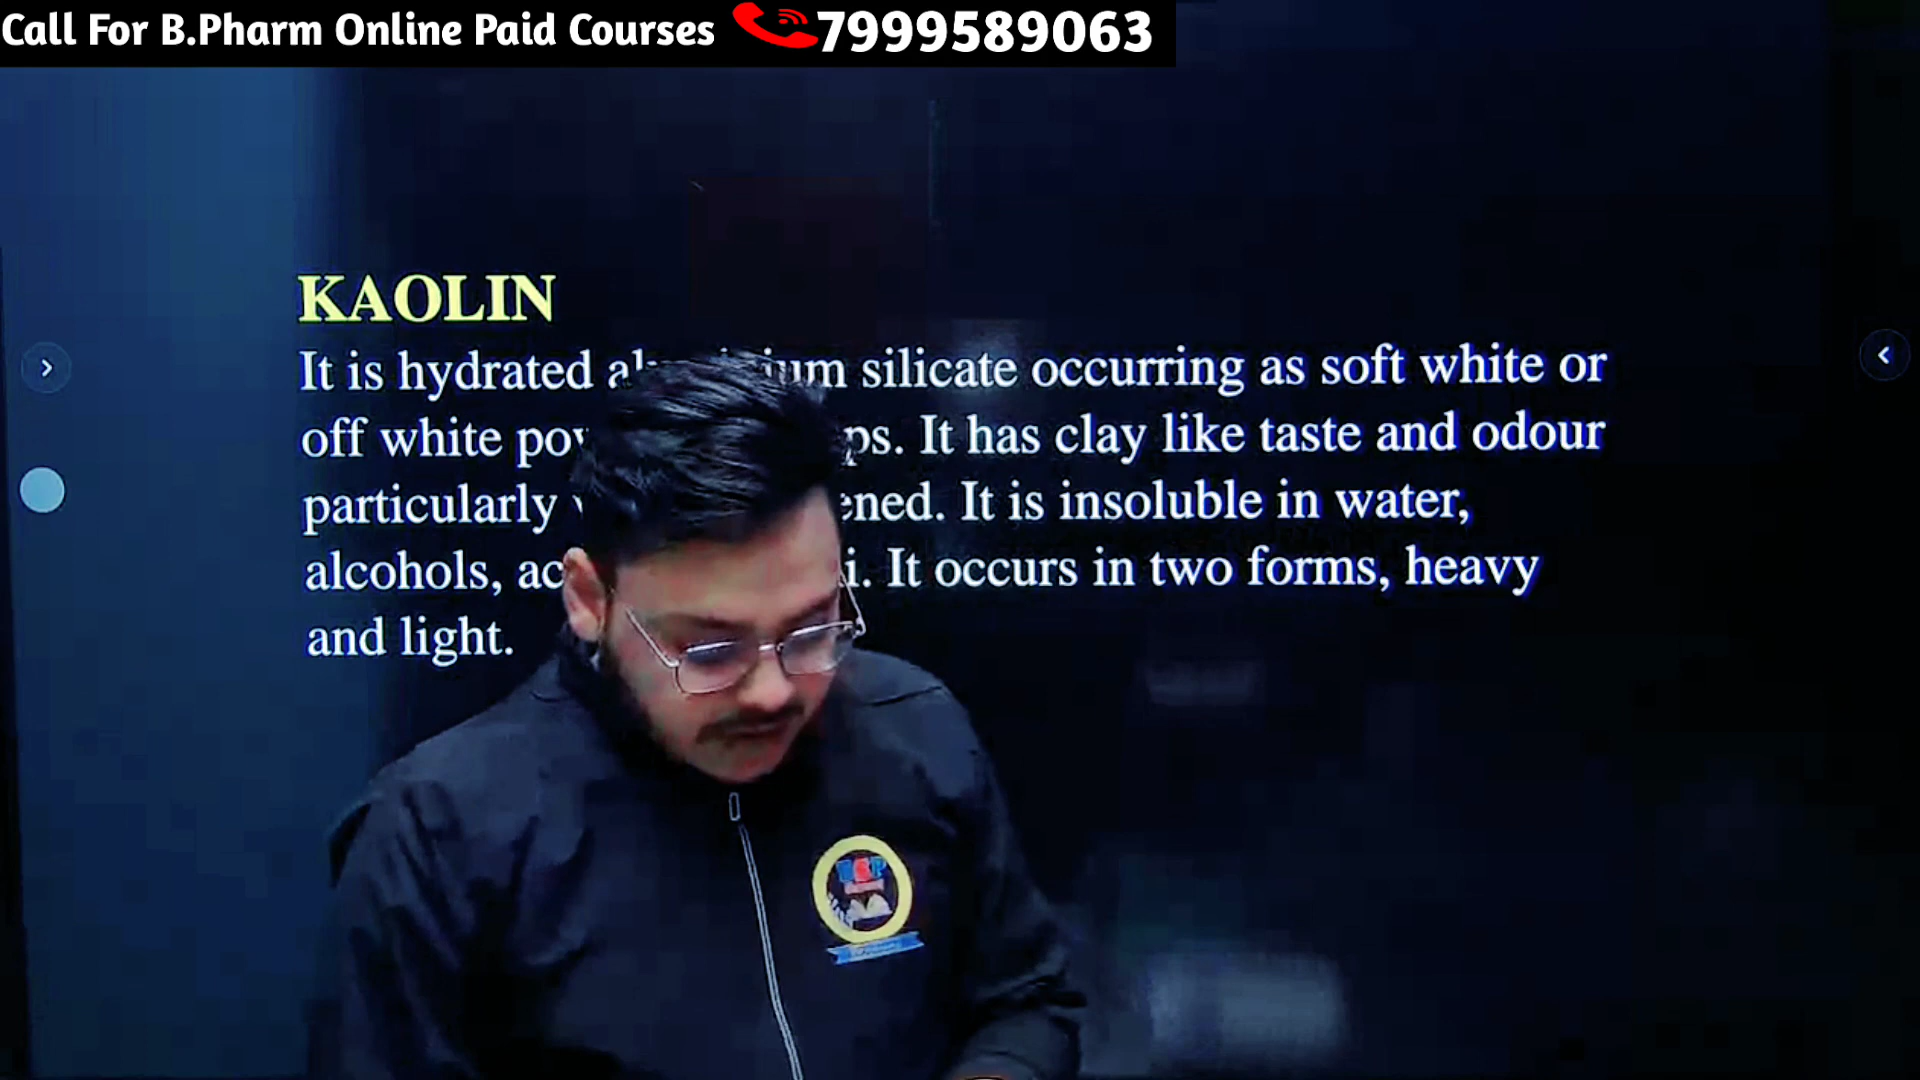 Call For B.Pharm Online Paid Courses 7999589063
KAOLIN
It is hydrated silicate occurring as soft white or
off white It has clay like taste and odour
particularly It is insoluble in water,
alcohols, It occurs in two forms, heavy
and light.